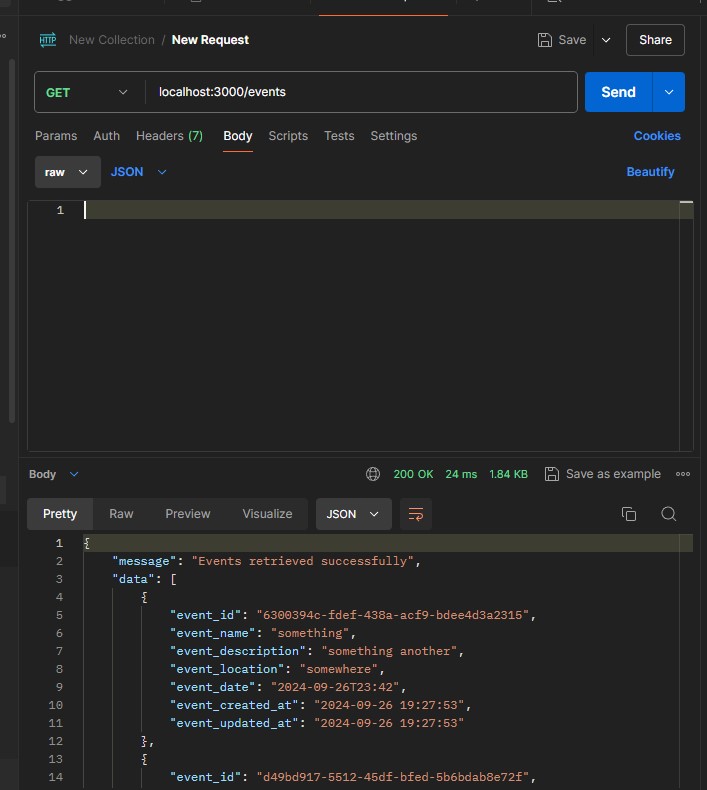 HTTP New Collection / New Request Save Share
GET localhost:3000/events Send
Params Auth Headers (7) Body Scripts Tests Settings Cookies
raw JSON Beautify
1
Body 200 OK 24 ms 1.84 KB Save as example
Pretty Raw Preview Visualize JSON
1 {
2 "message": "Events retrieved successfully",
3 "data": [
4 {
5 "event_id": "6300394c-fdef-438a-acf9-bdee4d3a2315",
6 "event_name": "something",
7 "event_description": "something another",
8 "event_location": "somewhere",
9 "event_date": "2024-09-26T23:42",
10 "event_created_at": "2024-09-26 19:27:53",
11 "event_updated_at": "2024-09-26 19:27:53"
12 },
13 {
14 "event_id": "d49bd917-5512-45df-bfed-5b6bdab8e72f",